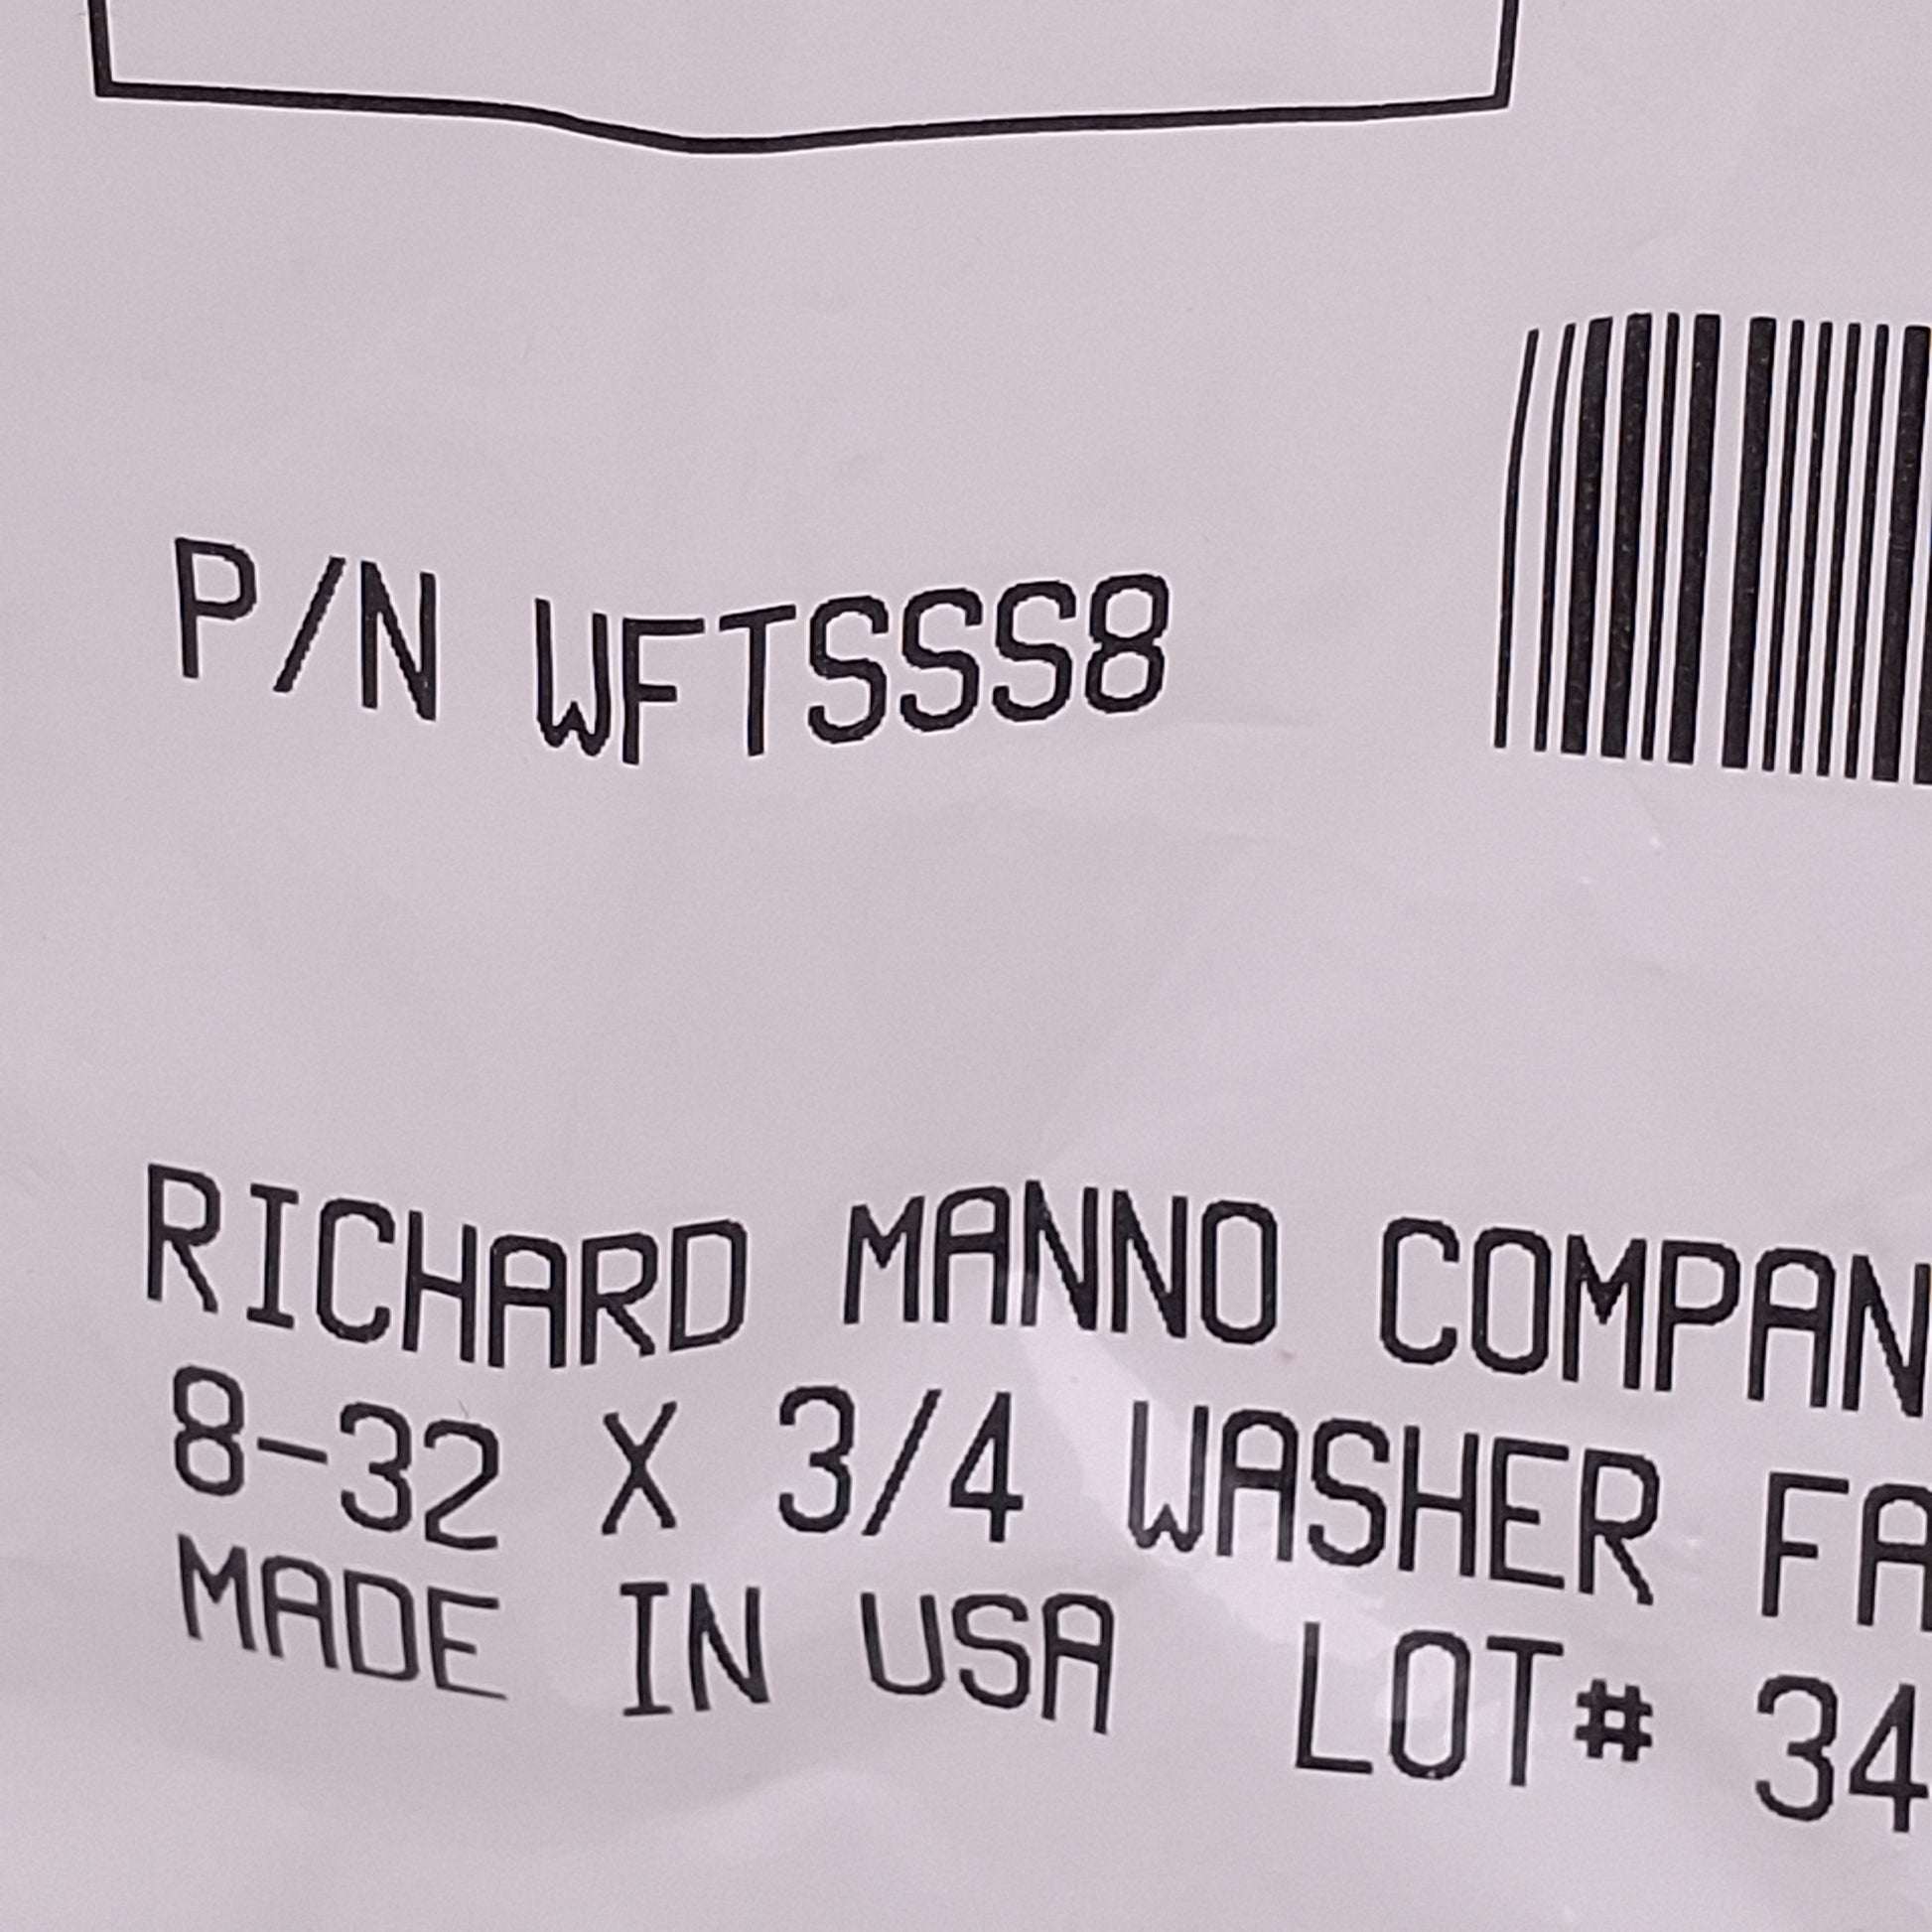 P/N WFTSSS8
RICHARD MANNO COMPAN
8-32 X 3/4 WASHER FA
MADE IN USA LOT# 34